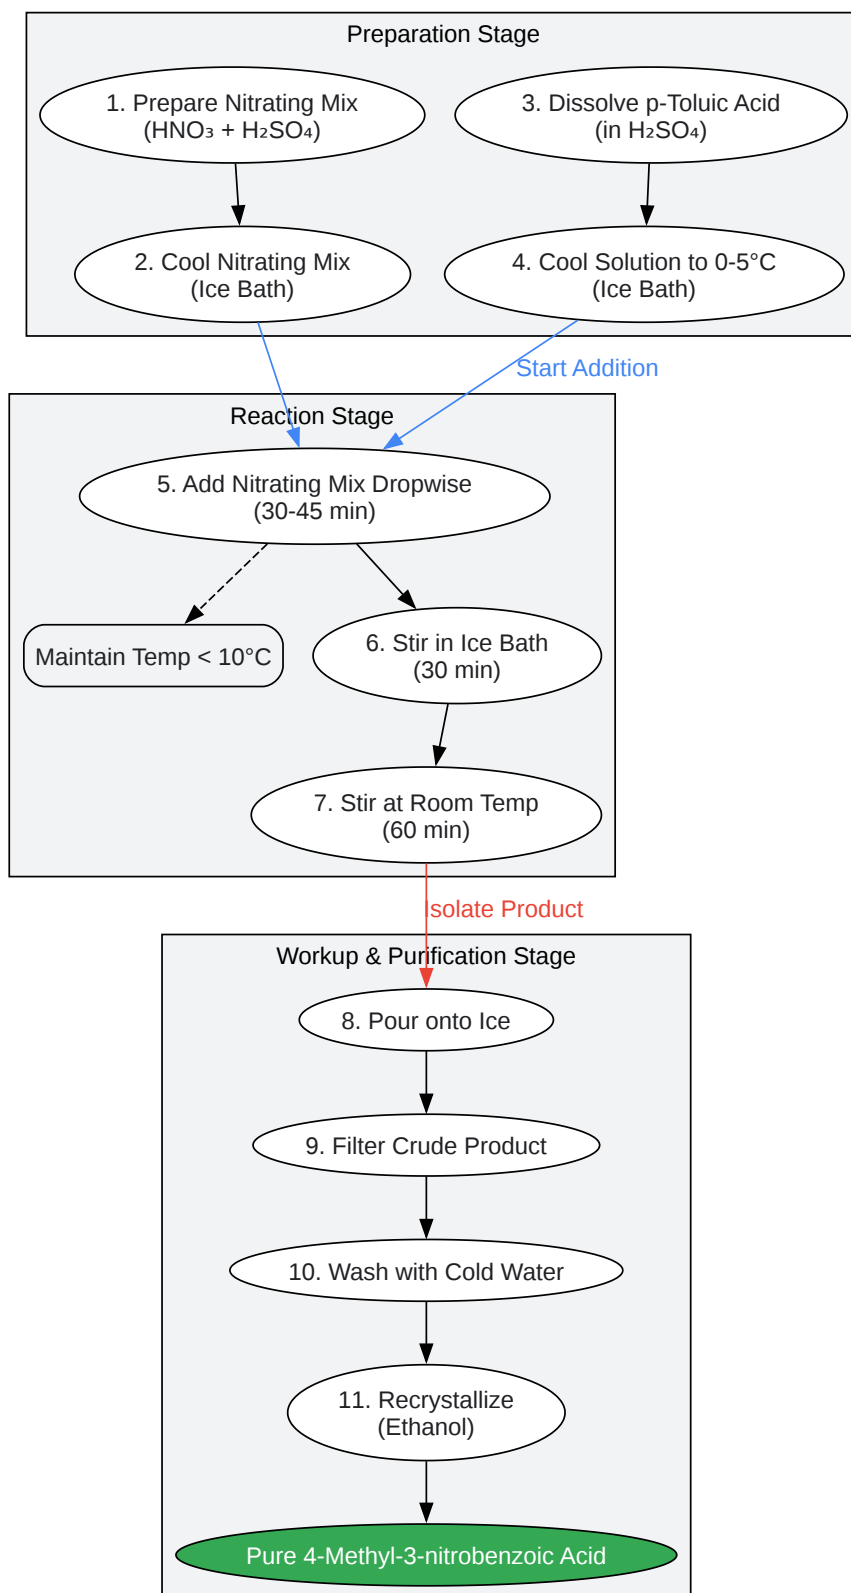 Preparation Stage
1. Prepare Nitrating Mix
(HNO₃ + H₂SO₄)
3. Dissolve p-Toluic Acid
(in H₂SO₄)
2. Cool Nitrating Mix
(Ice Bath)
4. Cool Solution to 0-5°C
(Ice Bath)
Start Addition
Reaction Stage
5. Add Nitrating Mix Dropwise
(30-45 min)
Maintain Temp < 10°C
6. Stir in Ice Bath
(30 min)
7. Stir at Room Temp
(60 min)
Isolate Product
Workup & Purification Stage
8. Pour onto Ice
9. Filter Crude Product
10. Wash with Cold Water
11. Recrystallize
(Ethanol)
Pure 4-Methyl-3-nitrobenzoic Acid